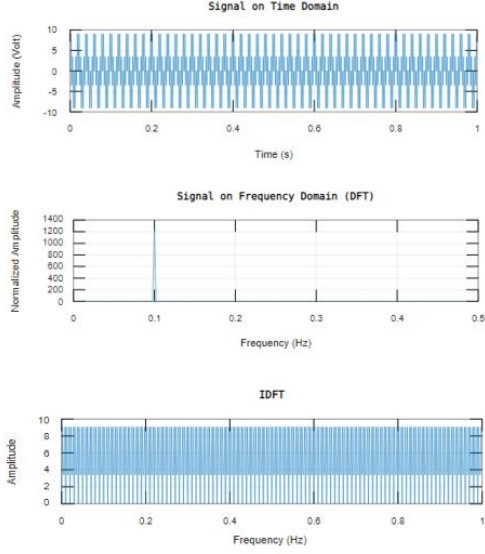 Signal on Time Domain
Amplitude (Volt)
10
5
0
-5
-10
0 0.2 0.4 0.6 0.8 1
Time (s)
Signal on Frequency Domain (DFT)
Normalized Amplitude
1400
1200
1000
800
600
400
200
0
0 0.1 0.2 0.3 0.4 0.5
Frequency (Hz)
IDFT
Amplitude
10
8
6
4
2
0
0 0.2 0.4 0.6 0.8 1
Frequency (Hz)